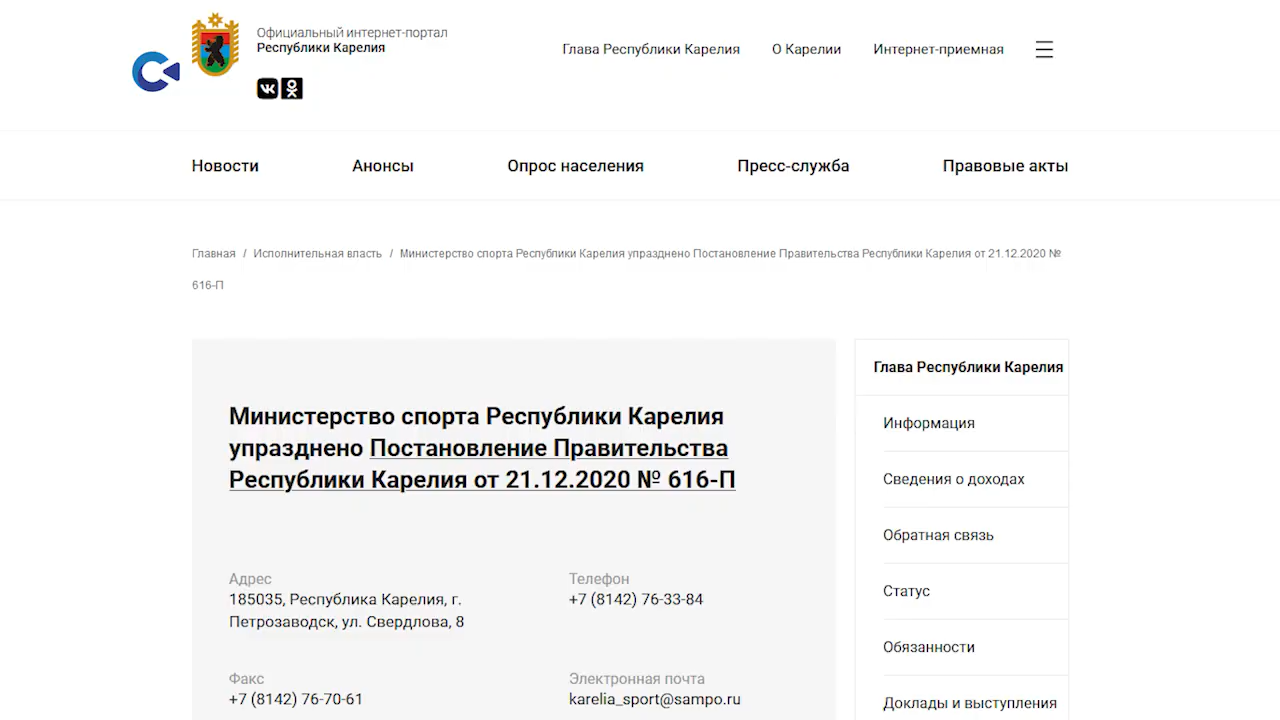 Официальный интернет-портал
Республики Карелия
Глава Республики Карелия
О Карелии
Интернет-приемная
Новости
Анонсы
Опрос населения
Пресс-служба
Правовые акты
Главная / Исполнительная власть / Министерство спорта Республики Карелия упразднено Постановление Правительства Республики Карелия от 21.12.2020 №
616-П
Министерство спорта Республики Карелия
упразднено Постановление Правительства
Республики Карелия от 21.12.2020 № 616-П
Адрес
185035, Республика Карелия, г.
Петрозаводск, ул. Свердлова, 8
Телефон
+7 (8142) 76-33-84
Факс
+7 (8142) 76-70-61
Электронная почта
karelia_sport@sampo.ru
Глава Республики Карелия
Информация
Сведения о доходах
Обратная связь
Статус
Обязанности
Доклады и выступления